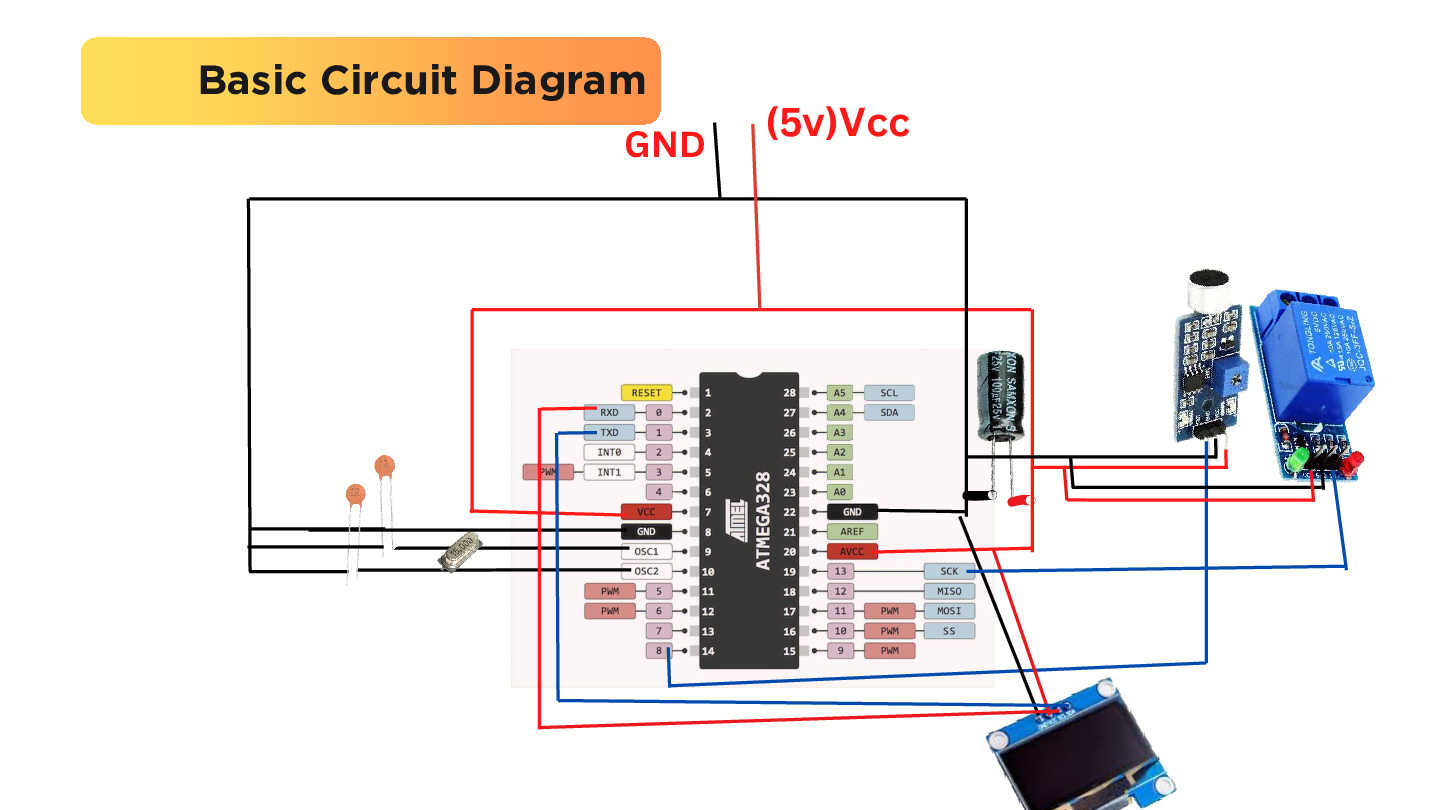 Basic Circuit Diagram
GND
(5v)Vcc
RESET 1
RXD 0 2
TXD 1 3
INT0 2 4
PWM INT1 3 5
4 6
VCC 7
GND 8
OSC1 9
OSC2 10
PWM 5 11
PWM 6 12
7 13
8 14
ATMEL
ATMEGA328
28 A5 SCL
27 A4 SDA
26 A3
25 A2
24 A1
23 A0
22 GND
21 AREF
20 AVCC
19 13 SCK
18 12 MISO
17 11 PWM MOSI
16 10 PWM SS
15 9 PWM
TONGLING